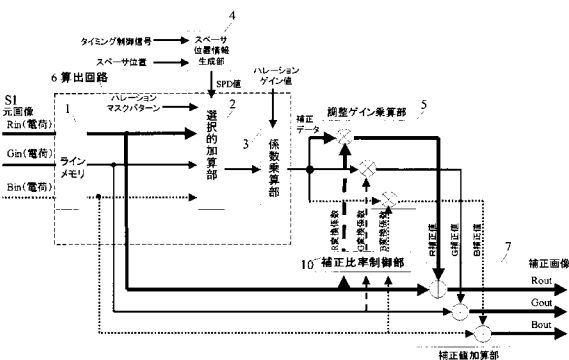 4
タイミング制御信号
スペーサ位置
スペーサ
位置情報
生成部
6 算出回路
SPD値
ハレーション
ゲイン値
S1
元画像
ハレーション
マスクパターン
1
2
3
5
Rin(電荷)
Gin(電荷)
Bin(電荷)
ライン
メモリ
選択的加算部
係数乗算部
補正
データ
調整ゲイン乗算部
R変換係数
G変換係数
B変換係数
R補正値
G補正値
B補正値
7
10
補正比率制御部
補正画像
Rout
Gout
Bout
補正値加算部